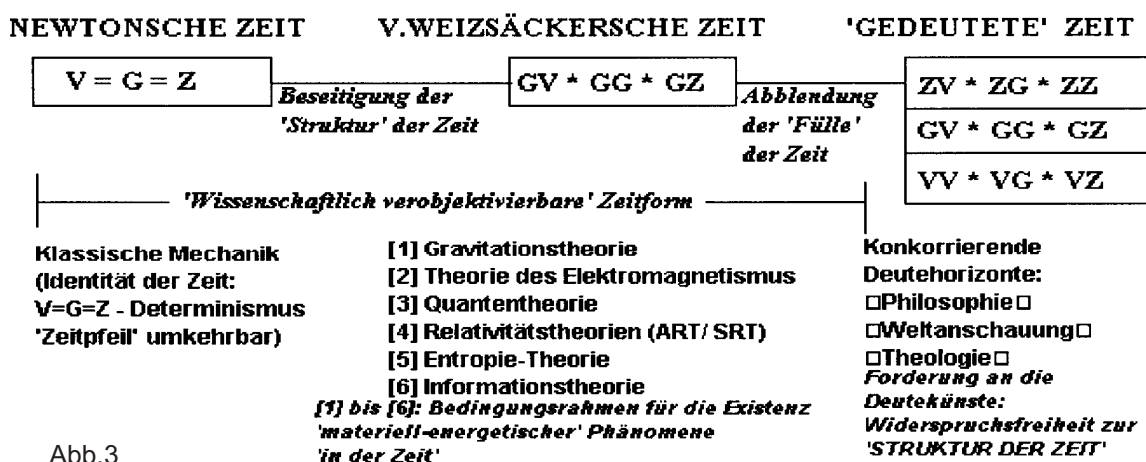 NEWTONSCHE ZEIT
V.WEIZSÄCKERSCHE ZEIT
'GEDEUTETE' ZEIT
V = G = Z
Beseitigung der
'Struktur' der Zeit
GV * GG * GZ
Abblendung
der 'Fülle'
der Zeit
ZV * ZG * ZZ
GV * GG * GZ
VV * VG * VZ
'Wissenschaftlich verobjektivierbare' Zeitform
Klassische Mechanik
(Identität der Zeit:
V=G=Z - Determinismus
'Zeitpfeil' umkehrbar)
[1] Gravitationstheorie
[2] Theorie des Elektromagnetismus
[3] Quantentheorie
[4] Relativitätstheorien (ART/ SRT)
[5] Entropie-Theorie
[6] Informationstheorie
[1] bis [6]: Bedingungsrahmen für die Existenz
'materiell-energetischer' Phänomene
'in der Zeit'
Konkorrierende
Deutehorizonte:
□Philosophie□
□Weltanschauung□
□Theologie□
Forderung an die
Deutekünste:
Widerspruchsfreiheit zur
'STRUKTUR DER ZEIT'
Abb.3